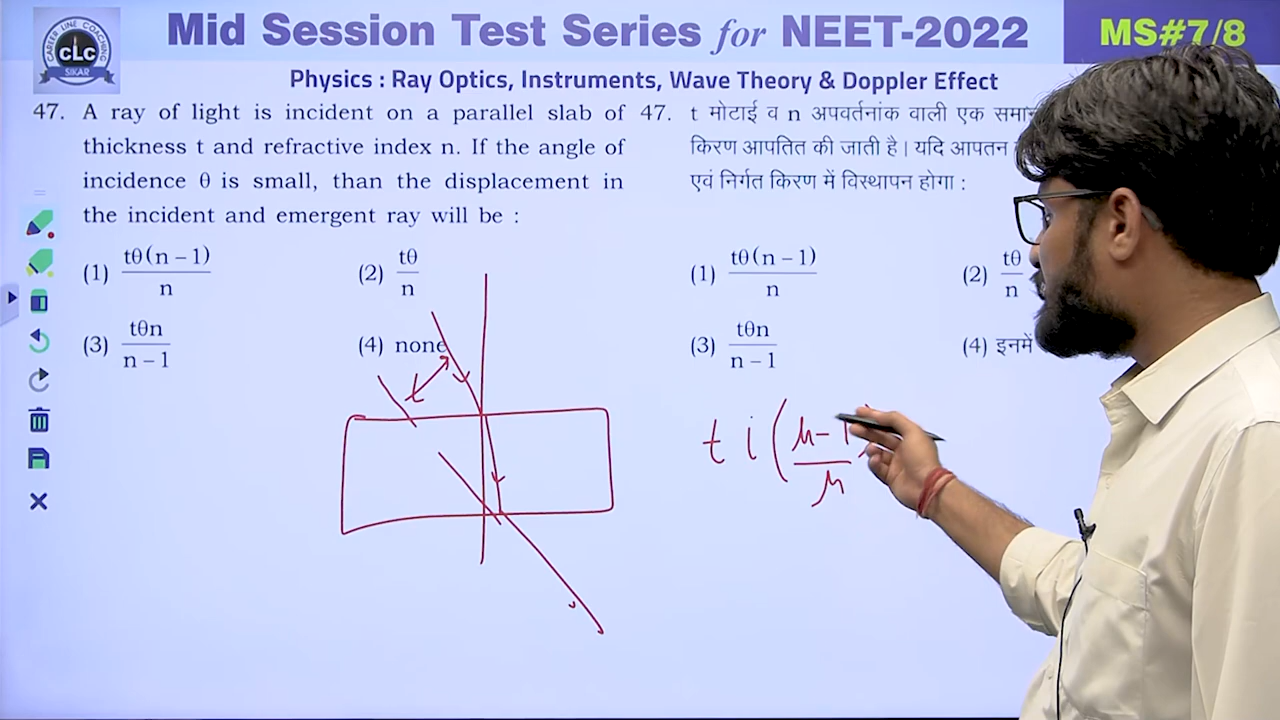 CAREER LINE COACHING
CLC
SIKAR
Mid Session Test Series for NEET-2022
MS#7/8
Physics : Ray Optics, Instruments, Wave Theory & Doppler Effect
47. A ray of light is incident on a parallel slab of
thickness t and refractive index n. If the angle of
incidence θ is small, than the displacement in
the incident and emergent ray will be :
(1) tθ(n – 1)/n
(2) tθ/n
(3) tθn/n – 1
(4) none
47. t मोटाई व n अपवर्तनांक वाली एक
किरण आपतित की जाती है। यदि आपतन
एवं निर्गत किरण में विस्थापन होगा :
(1) tθ(n – 1)/n
(2) tθ/n
(3) tθn/n – 1
(4) इनमें
t
t i (μ-1/μ